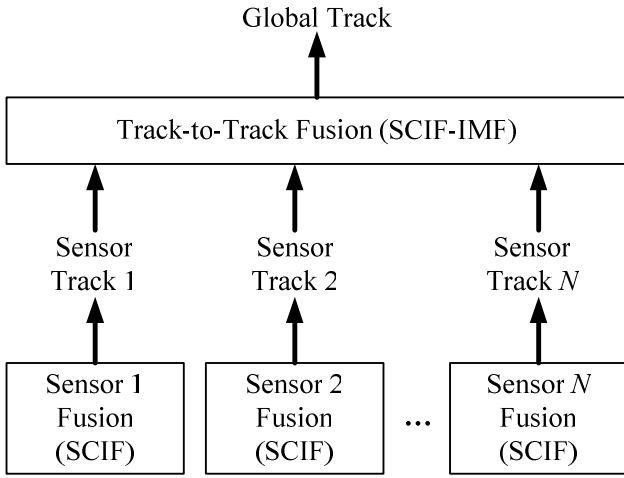 Global Track
Track-to-Track Fusion (SCIF-IMF)
Sensor
Track 1
Sensor
Track 2
Sensor
Track N
Sensor 1
Fusion
(SCIF)
Sensor 2
Fusion
(SCIF)
...
Sensor N
Fusion
(SCIF)